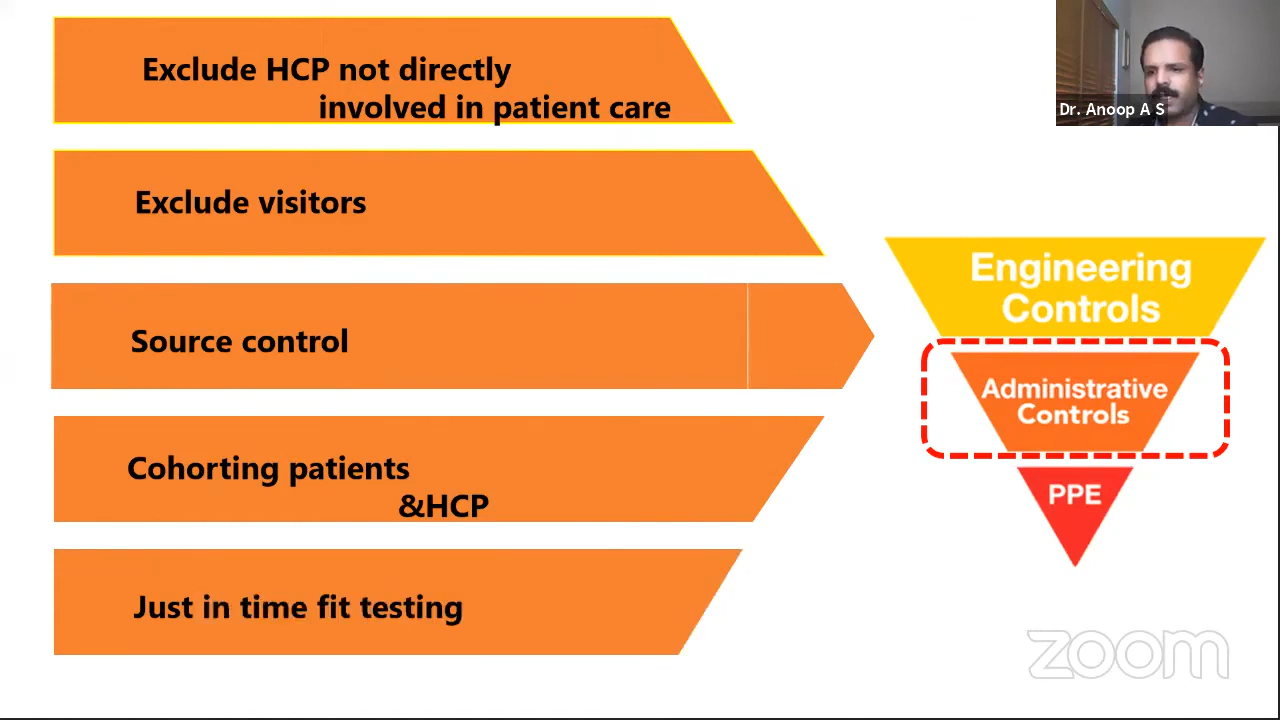 Exclude HCP not directly
involved in patient care
Exclude visitors
Source control
Cohorting patients
&HCP
Just in time fit testing
Dr. Anoop A S
Engineering
Controls
Administrative
Controls
PPE
zoom